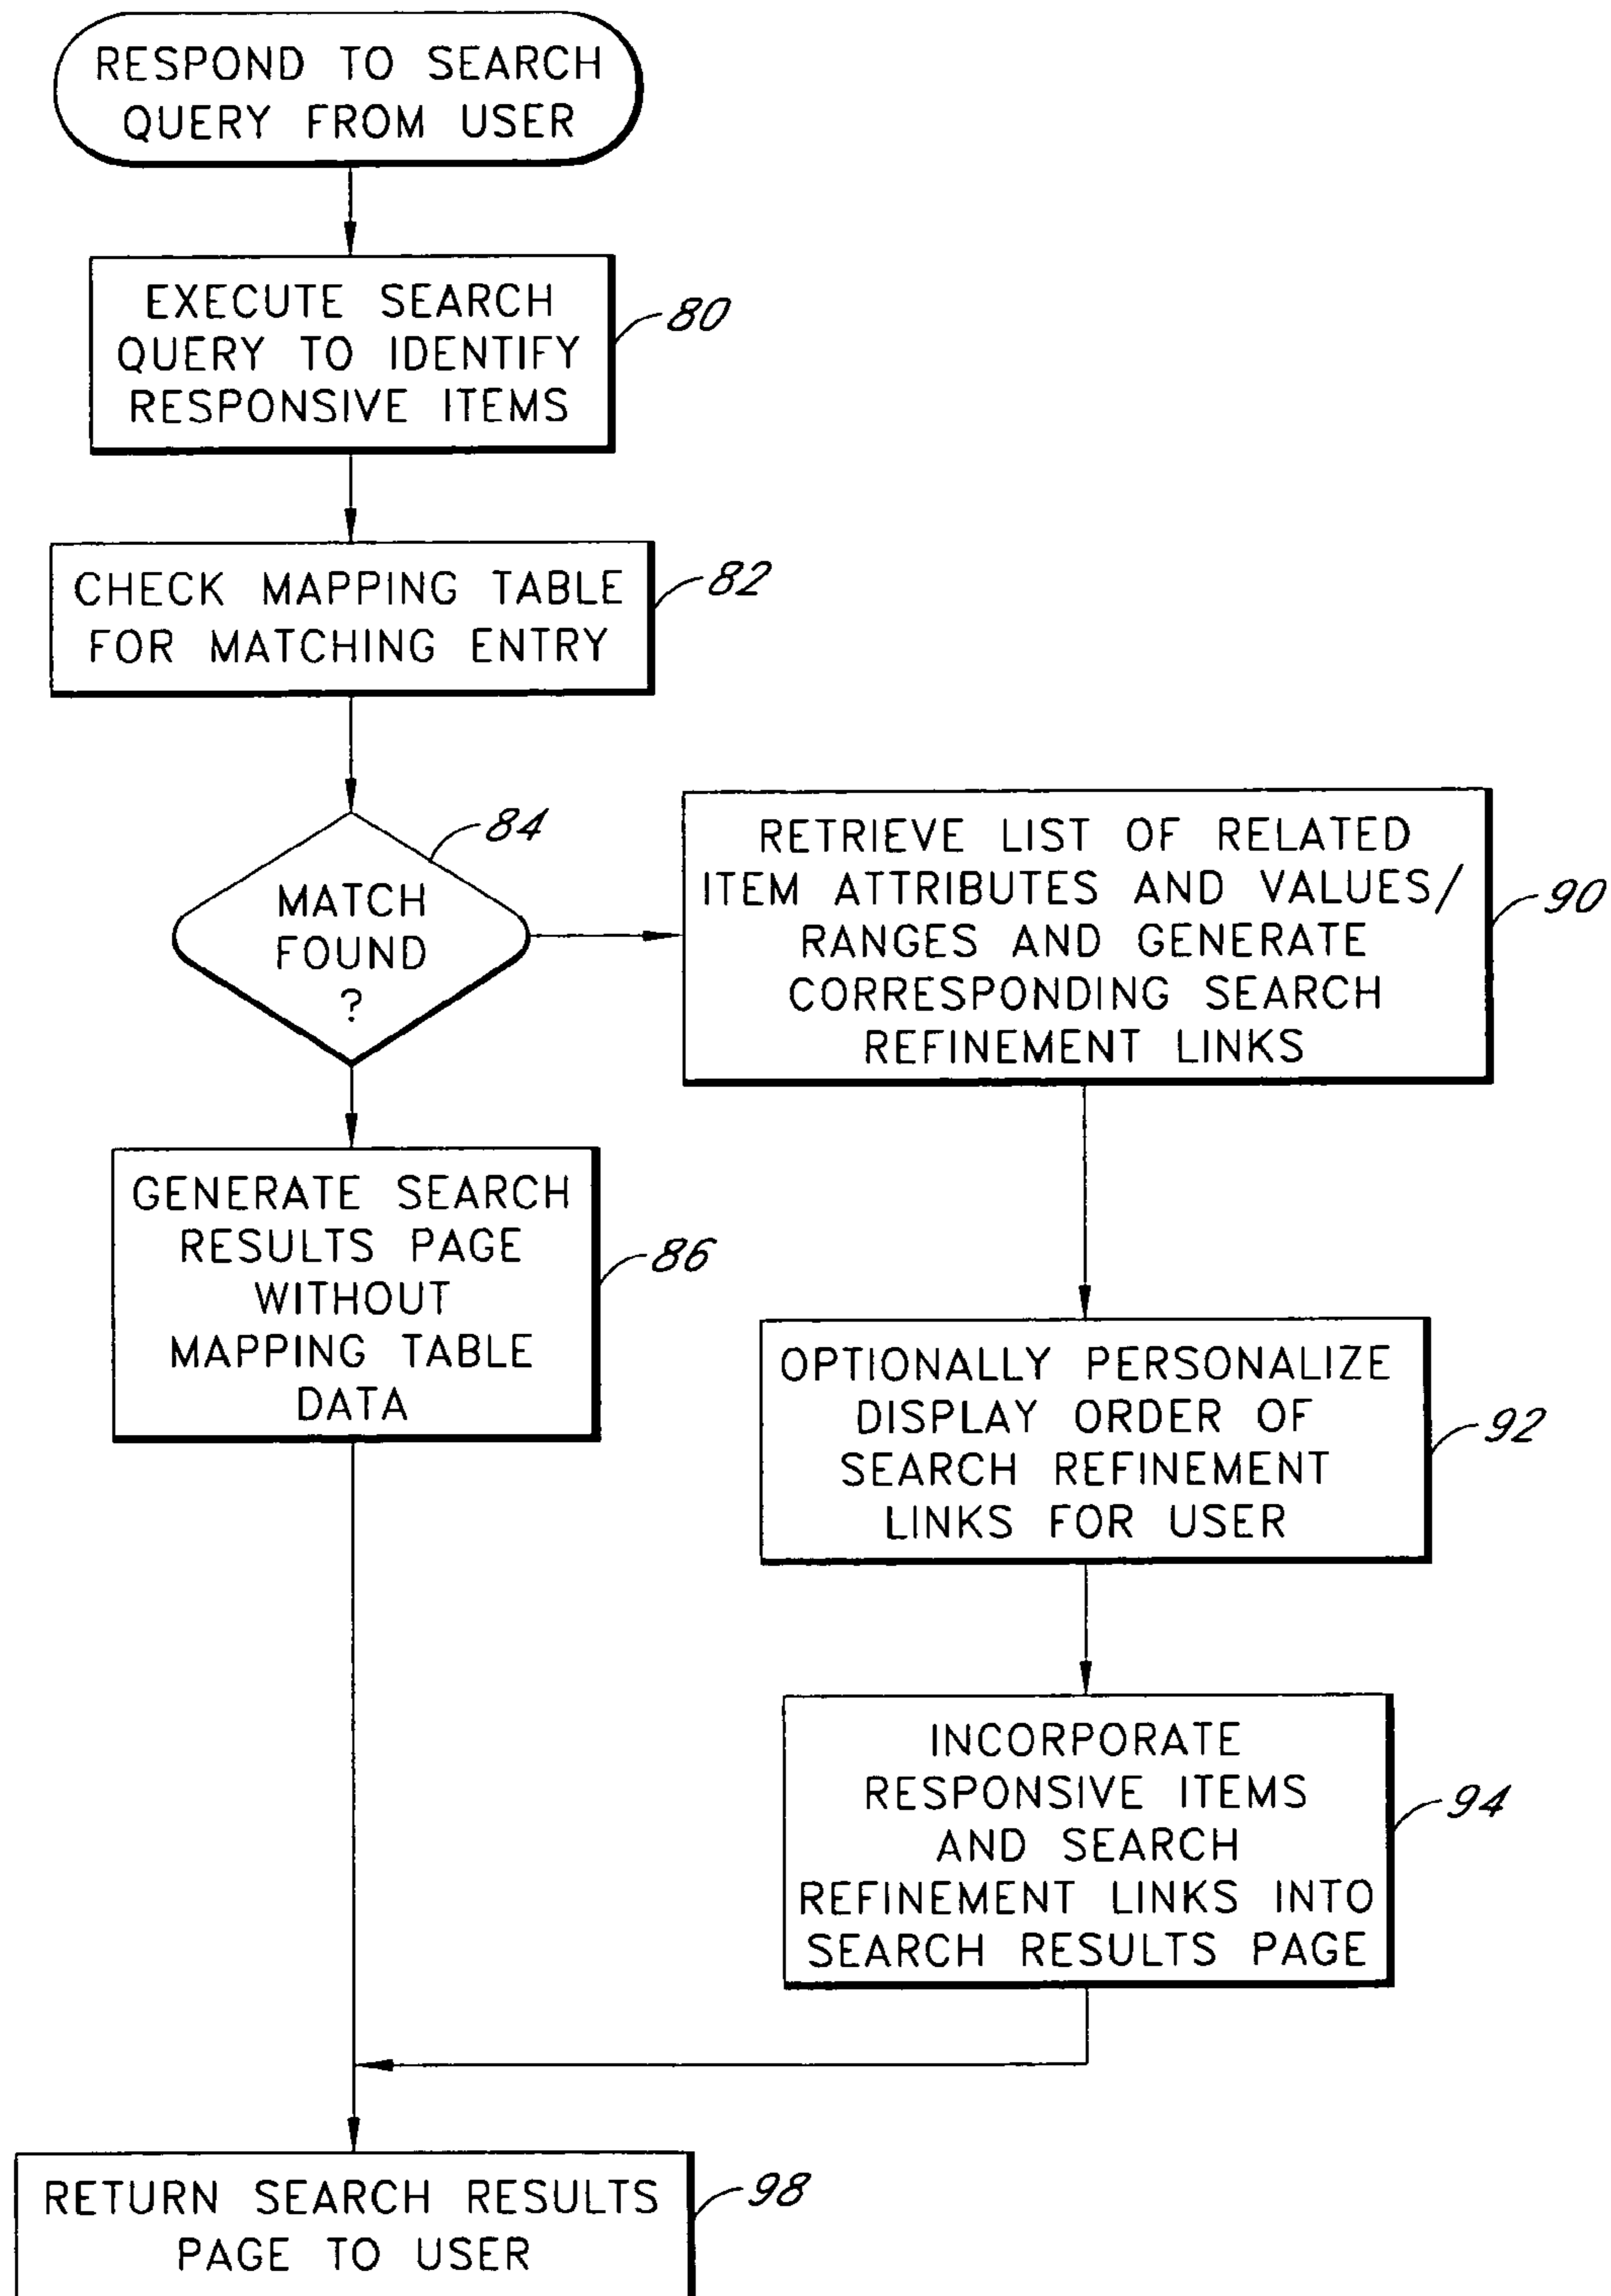 RESPOND TO SEARCH
QUERY FROM USER
EXECUTE SEARCH
QUERY TO IDENTIFY
RESPONSIVE ITEMS
80
CHECK MAPPING TABLE
FOR MATCHING ENTRY
82
84
MATCH
FOUND
?
RETRIEVE LIST OF RELATED
ITEM ATTRIBUTES AND VALUES/
RANGES AND GENERATE
CORRESPONDING SEARCH
REFINEMENT LINKS
90
GENERATE SEARCH
RESULTS PAGE
WITHOUT
MAPPING TABLE
DATA
86
OPTIONALLY PERSONALIZE
DISPLAY ORDER OF
SEARCH REFINEMENT
LINKS FOR USER
92
INCORPORATE
RESPONSIVE ITEMS
AND SEARCH
REFINEMENT LINKS INTO
SEARCH RESULTS PAGE
94
RETURN SEARCH RESULTS
PAGE TO USER
98